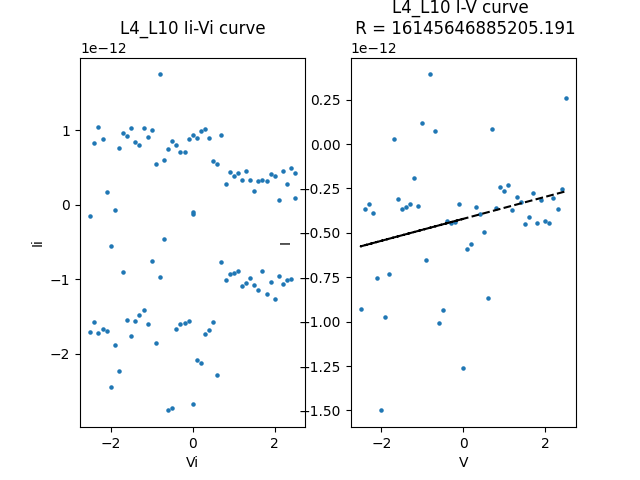 L4_L10 Ii-Vi curve
1e−12
1
0
−1
−2
Ii
−2
0
2
Vi
L4_L10 I-V curve
R = 16145646885205.191
1e−12
0.25
0.00
−0.25
−0.50
−0.75
−1.00
−1.25
−1.50
I
−2
0
2
V